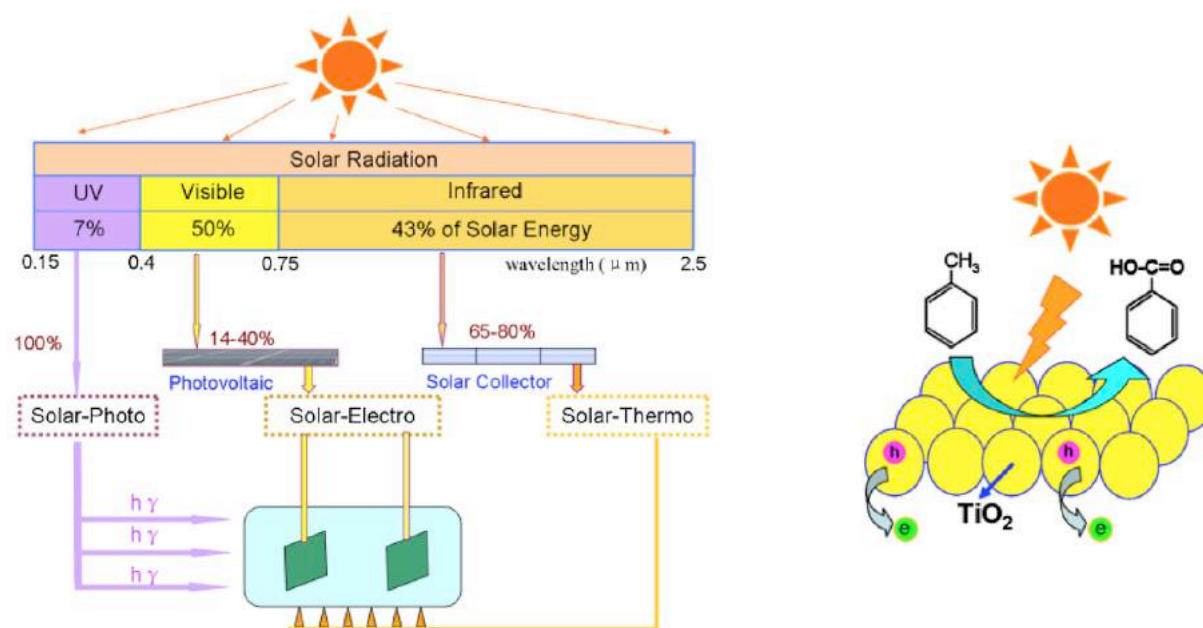 Solar Radiation
UV Visible Infrared
7% 50% 43% of Solar Energy
0.15 0.4 0.75 wavelength ( μm) 2.5
100% 14-40% 65-80%
Photovoltaic Solar Collector
Solar-Photo Solar-Electro Solar-Thermo
h γ
h γ
h γ
CH₃ HO-C=O
h h
TiO₂
e e